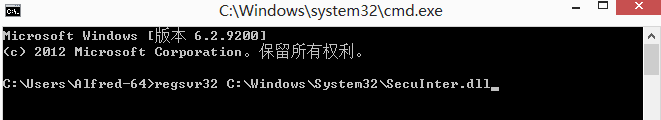 C:\Windows\system32\cmd.exe
Microsoft Windows [版本 6.2.9200]
(c) 2012 Microsoft Corporation。保留所有权利。
C:\Users\Alfred-64>regsvr32 C:\Windows\System32\SecuInter.dll